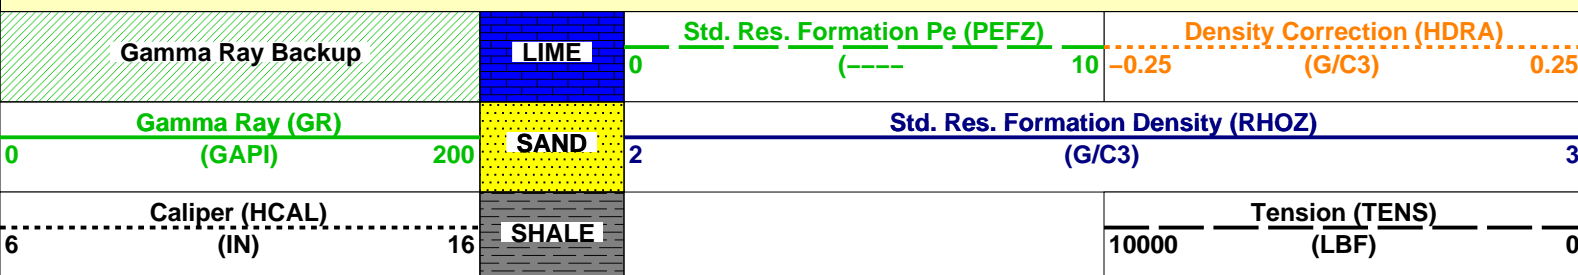 Gamma Ray Backup
LIME
Std. Res. Formation Pe (PEFZ)
0 (−−−− 10
Density Correction (HDRA)
−0.25 (G/C3) 0.25
Gamma Ray (GR)
0 (GAPI) 200
SAND
Std. Res. Formation Density (RHOZ)
2 (G/C3) 3
Caliper (HCAL)
6 (IN) 16
SHALE
Tension (TENS)
10000 (LBF) 0